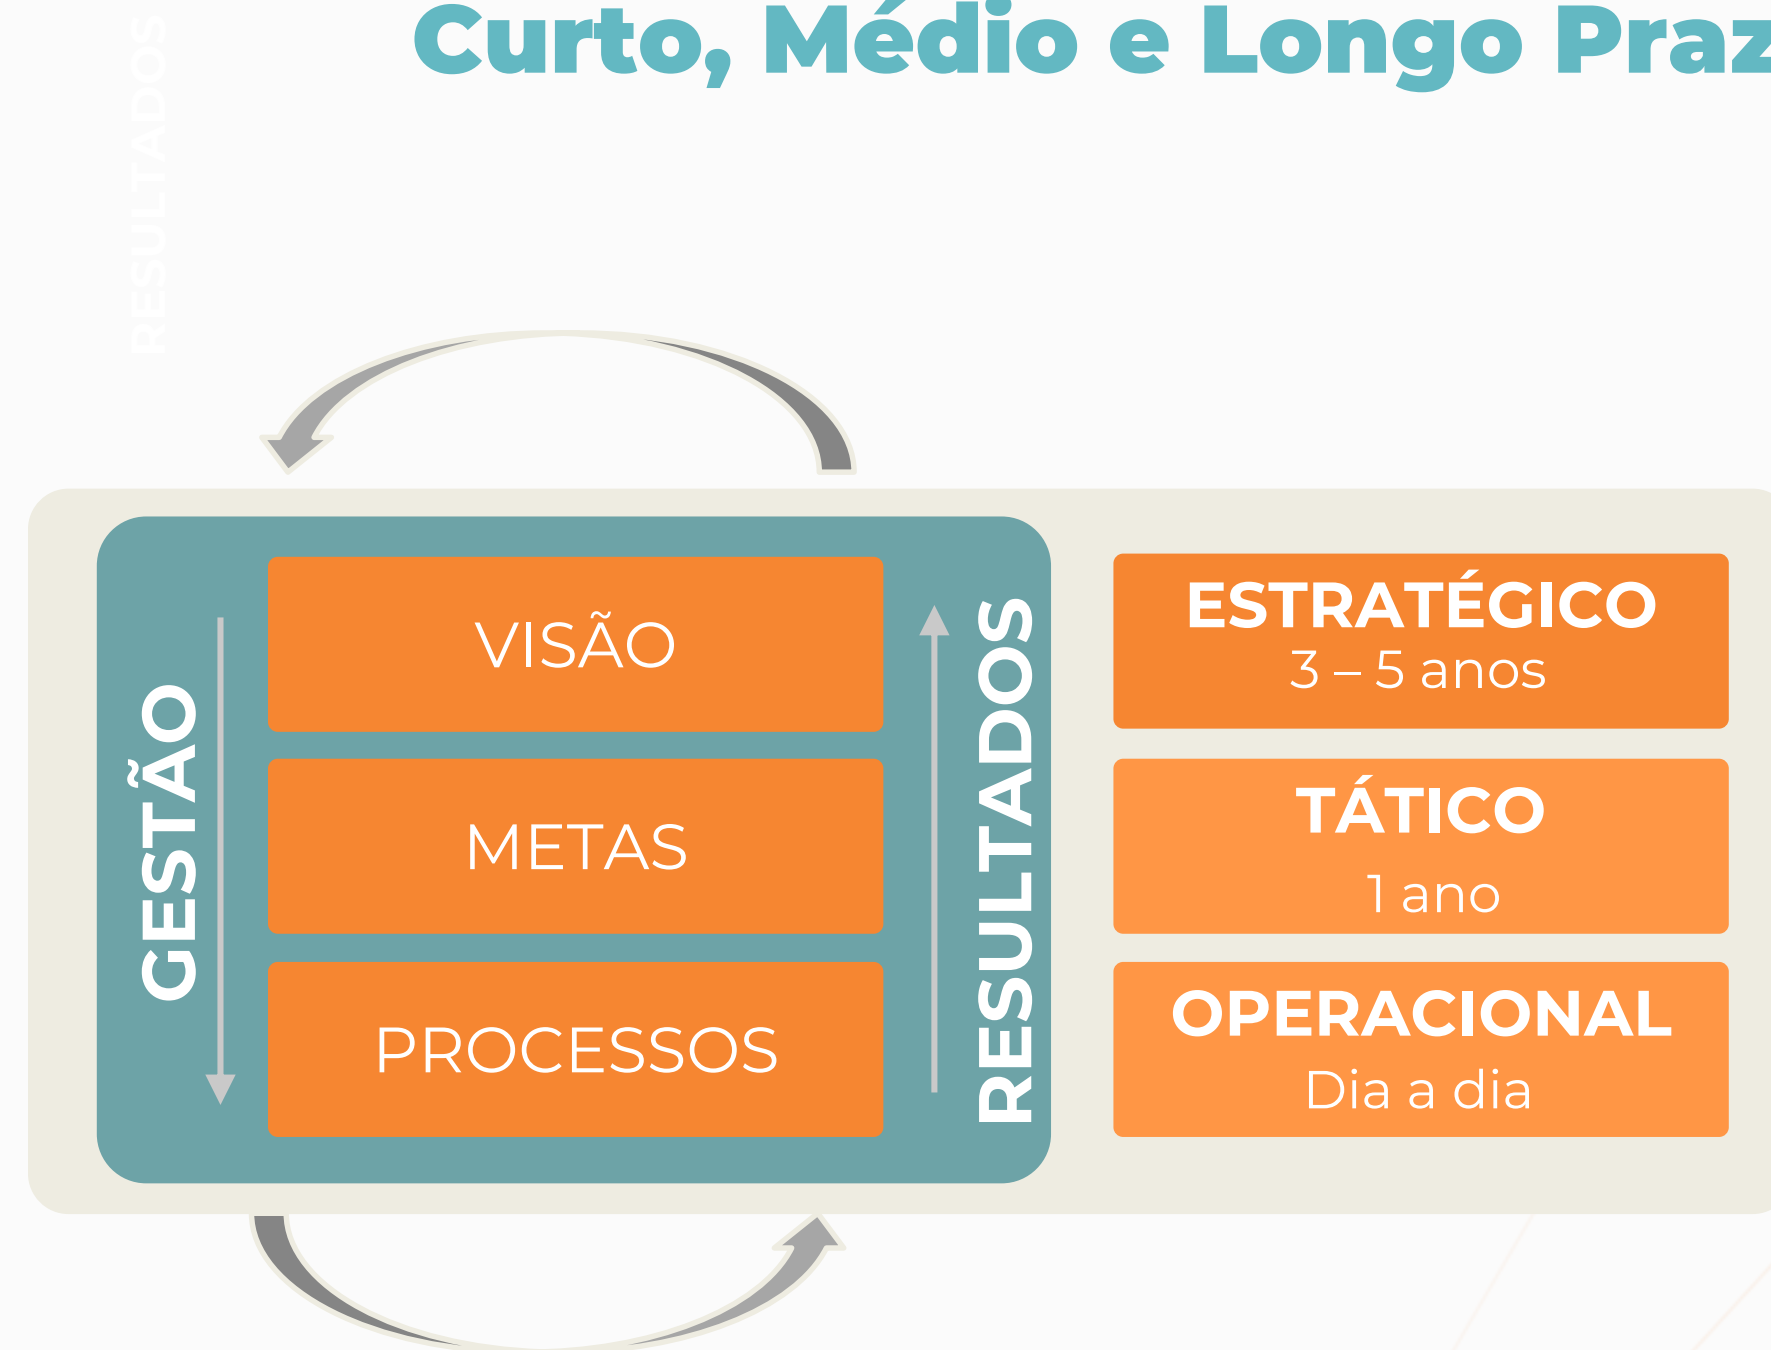 Curto, Médio e Longo Praz
RESULTADOS
GESTÃO
VISÃO
METAS
PROCESSOS
RESULTADOS
ESTRATÉGICO
3 – 5 anos
TÁTICO
1 ano
OPERACIONAL
Dia a dia